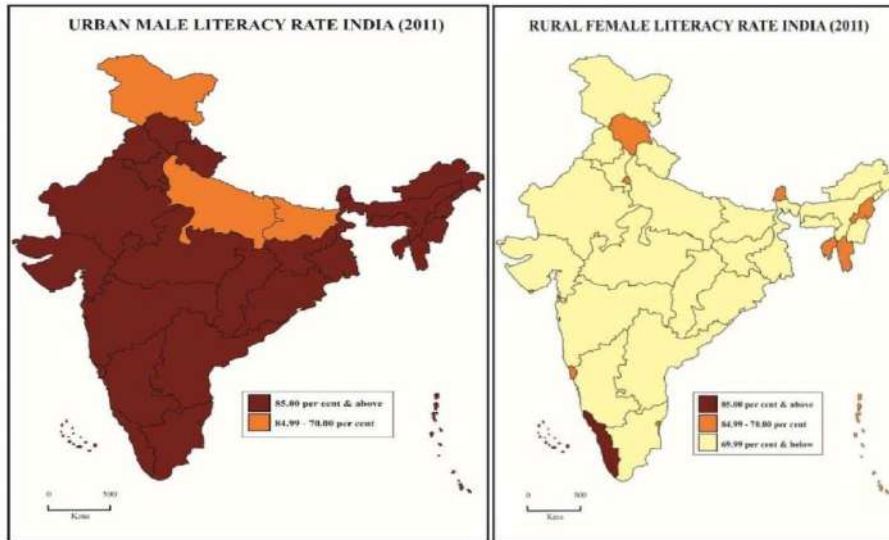 URBAN MALE LITERACY RATE INDIA (2011)
85.00 per cent & above
84.99 - 70.00 per cent
0 500
Kms
RURAL FEMALE LITERACY RATE INDIA (2011)
85.00 per cent & above
84.99 - 70.00 per cent
69.99 per cent & below
0
Kms